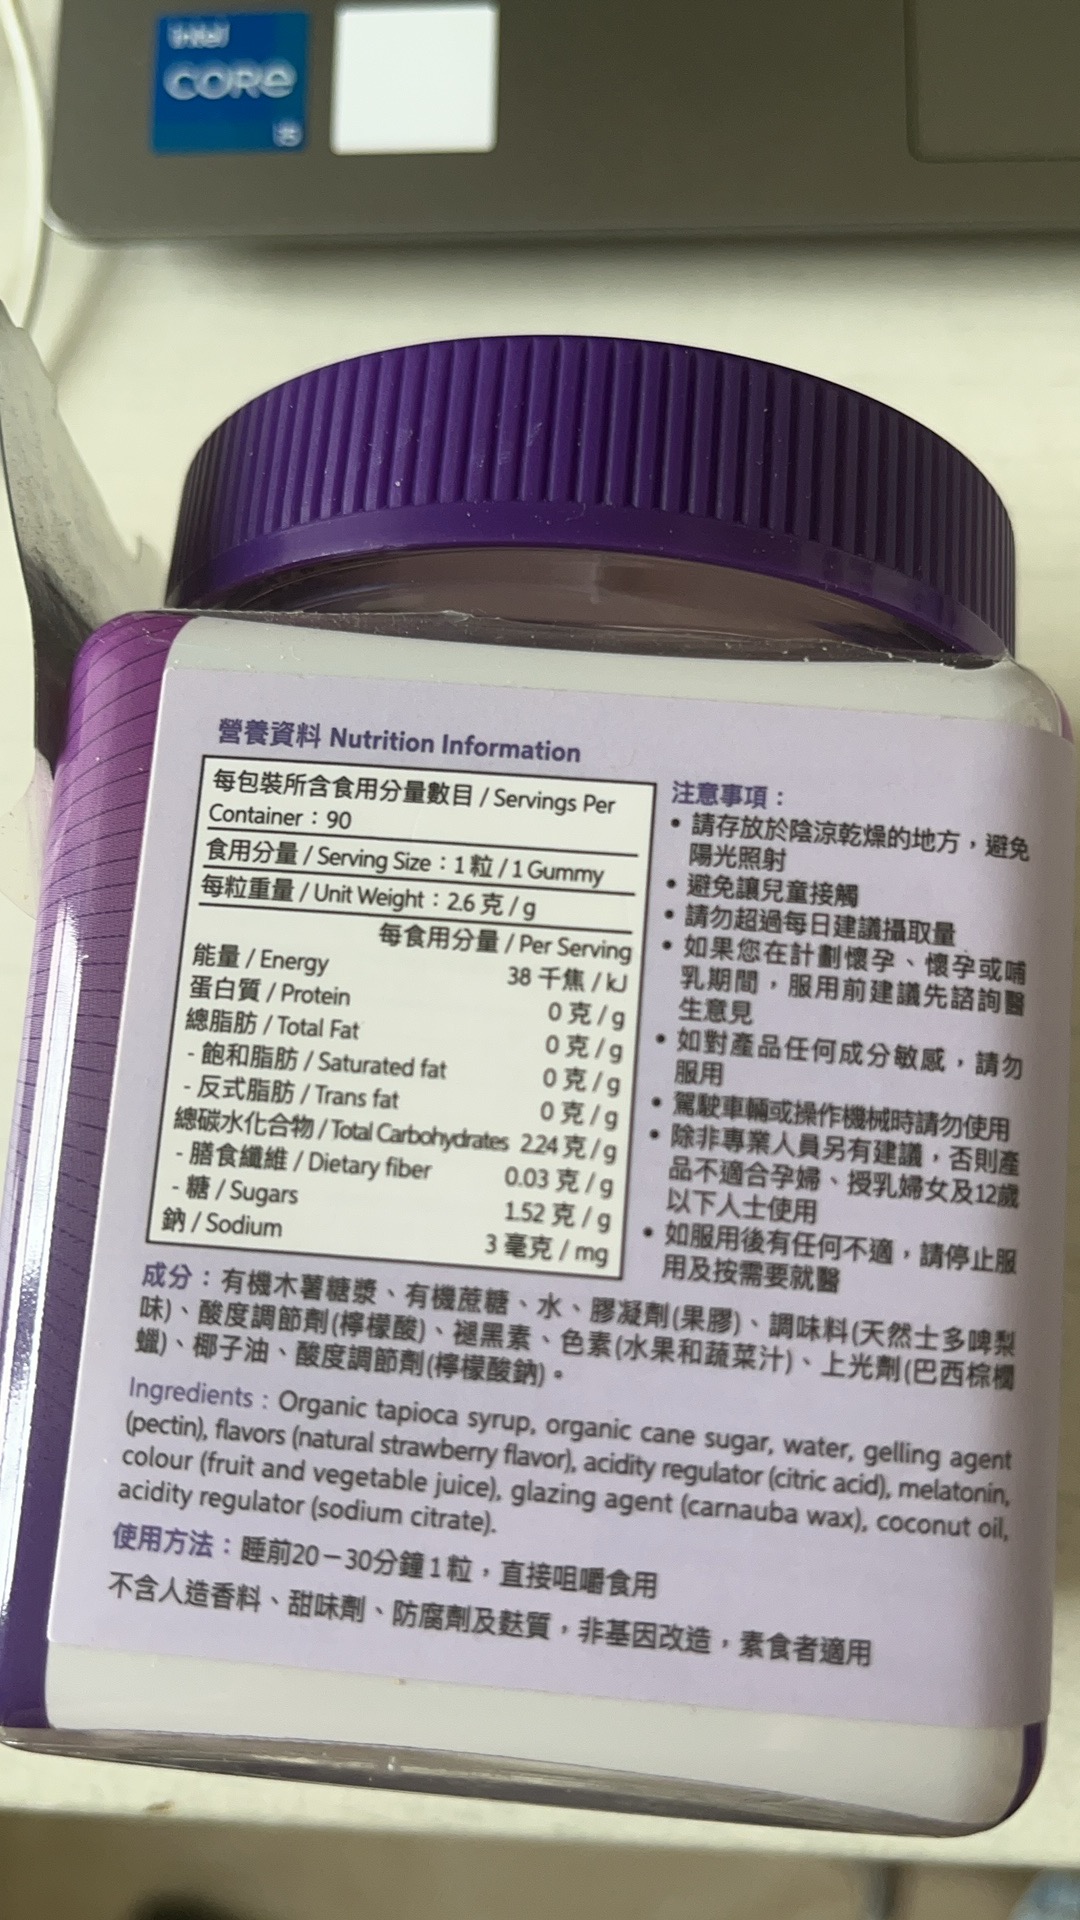 intel
CORE
i5
營養資料 Nutrition Information
每包裝所含食用分量數目 / Servings Per
Container：90
食用分量 / Serving Size：1 粒 / 1 Gummy
每粒重量 / Unit Weight：2.6 克 / g
每食用分量 / Per Serving
能量 / Energy 38 千焦 / kJ
蛋白質 / Protein 0 克 / g
總脂肪 / Total Fat 0 克 / g
- 飽和脂肪 / Saturated fat 0 克 / g
- 反式脂肪 / Trans fat 0 克 / g
總碳水化合物 / Total Carbohydrates 2.24 克 / g
- 膳食纖維 / Dietary fiber 0.03 克 / g
- 糖 / Sugars 1.52 克 / g
鈉 / Sodium 3 毫克 / mg
注意事項：
• 請存放於陰涼乾燥的地方，避免
陽光照射
• 避免讓兒童接觸
• 請勿超過每日建議攝取量
• 如果您在計劃懷孕、懷孕或哺
乳期間，服用前建議先諮詢醫
生意見
• 如對產品任何成分敏感，請勿
服用
• 駕駛車輛或操作機械時請勿使用
• 除非專業人員另有建議，否則產
品不適合孕婦、授乳婦女及12歲
以下人士使用
• 如服用後有任何不適，請停止服
用及按需要就醫
成分：有機木薯糖漿、有機蔗糖、水、膠凝劑(果膠)、調味料(天然士多啤梨
味)、酸度調節劑(檸檬酸)、褪黑素、色素(水果和蔬菜汁)、上光劑(巴西棕櫚
蠟)、椰子油、酸度調節劑(檸檬酸鈉)。
Ingredients : Organic tapioca syrup, organic cane sugar, water, gelling agent
(pectin), flavors (natural strawberry flavor), acidity regulator (citric acid), melatonin,
colour (fruit and vegetable juice), glazing agent (carnauba wax), coconut oil,
acidity regulator (sodium citrate).
使用方法：睡前20－30分鐘1粒，直接咀嚼食用
不含人造香料、甜味劑、防腐劑及麩質，非基因改造，素食者適用